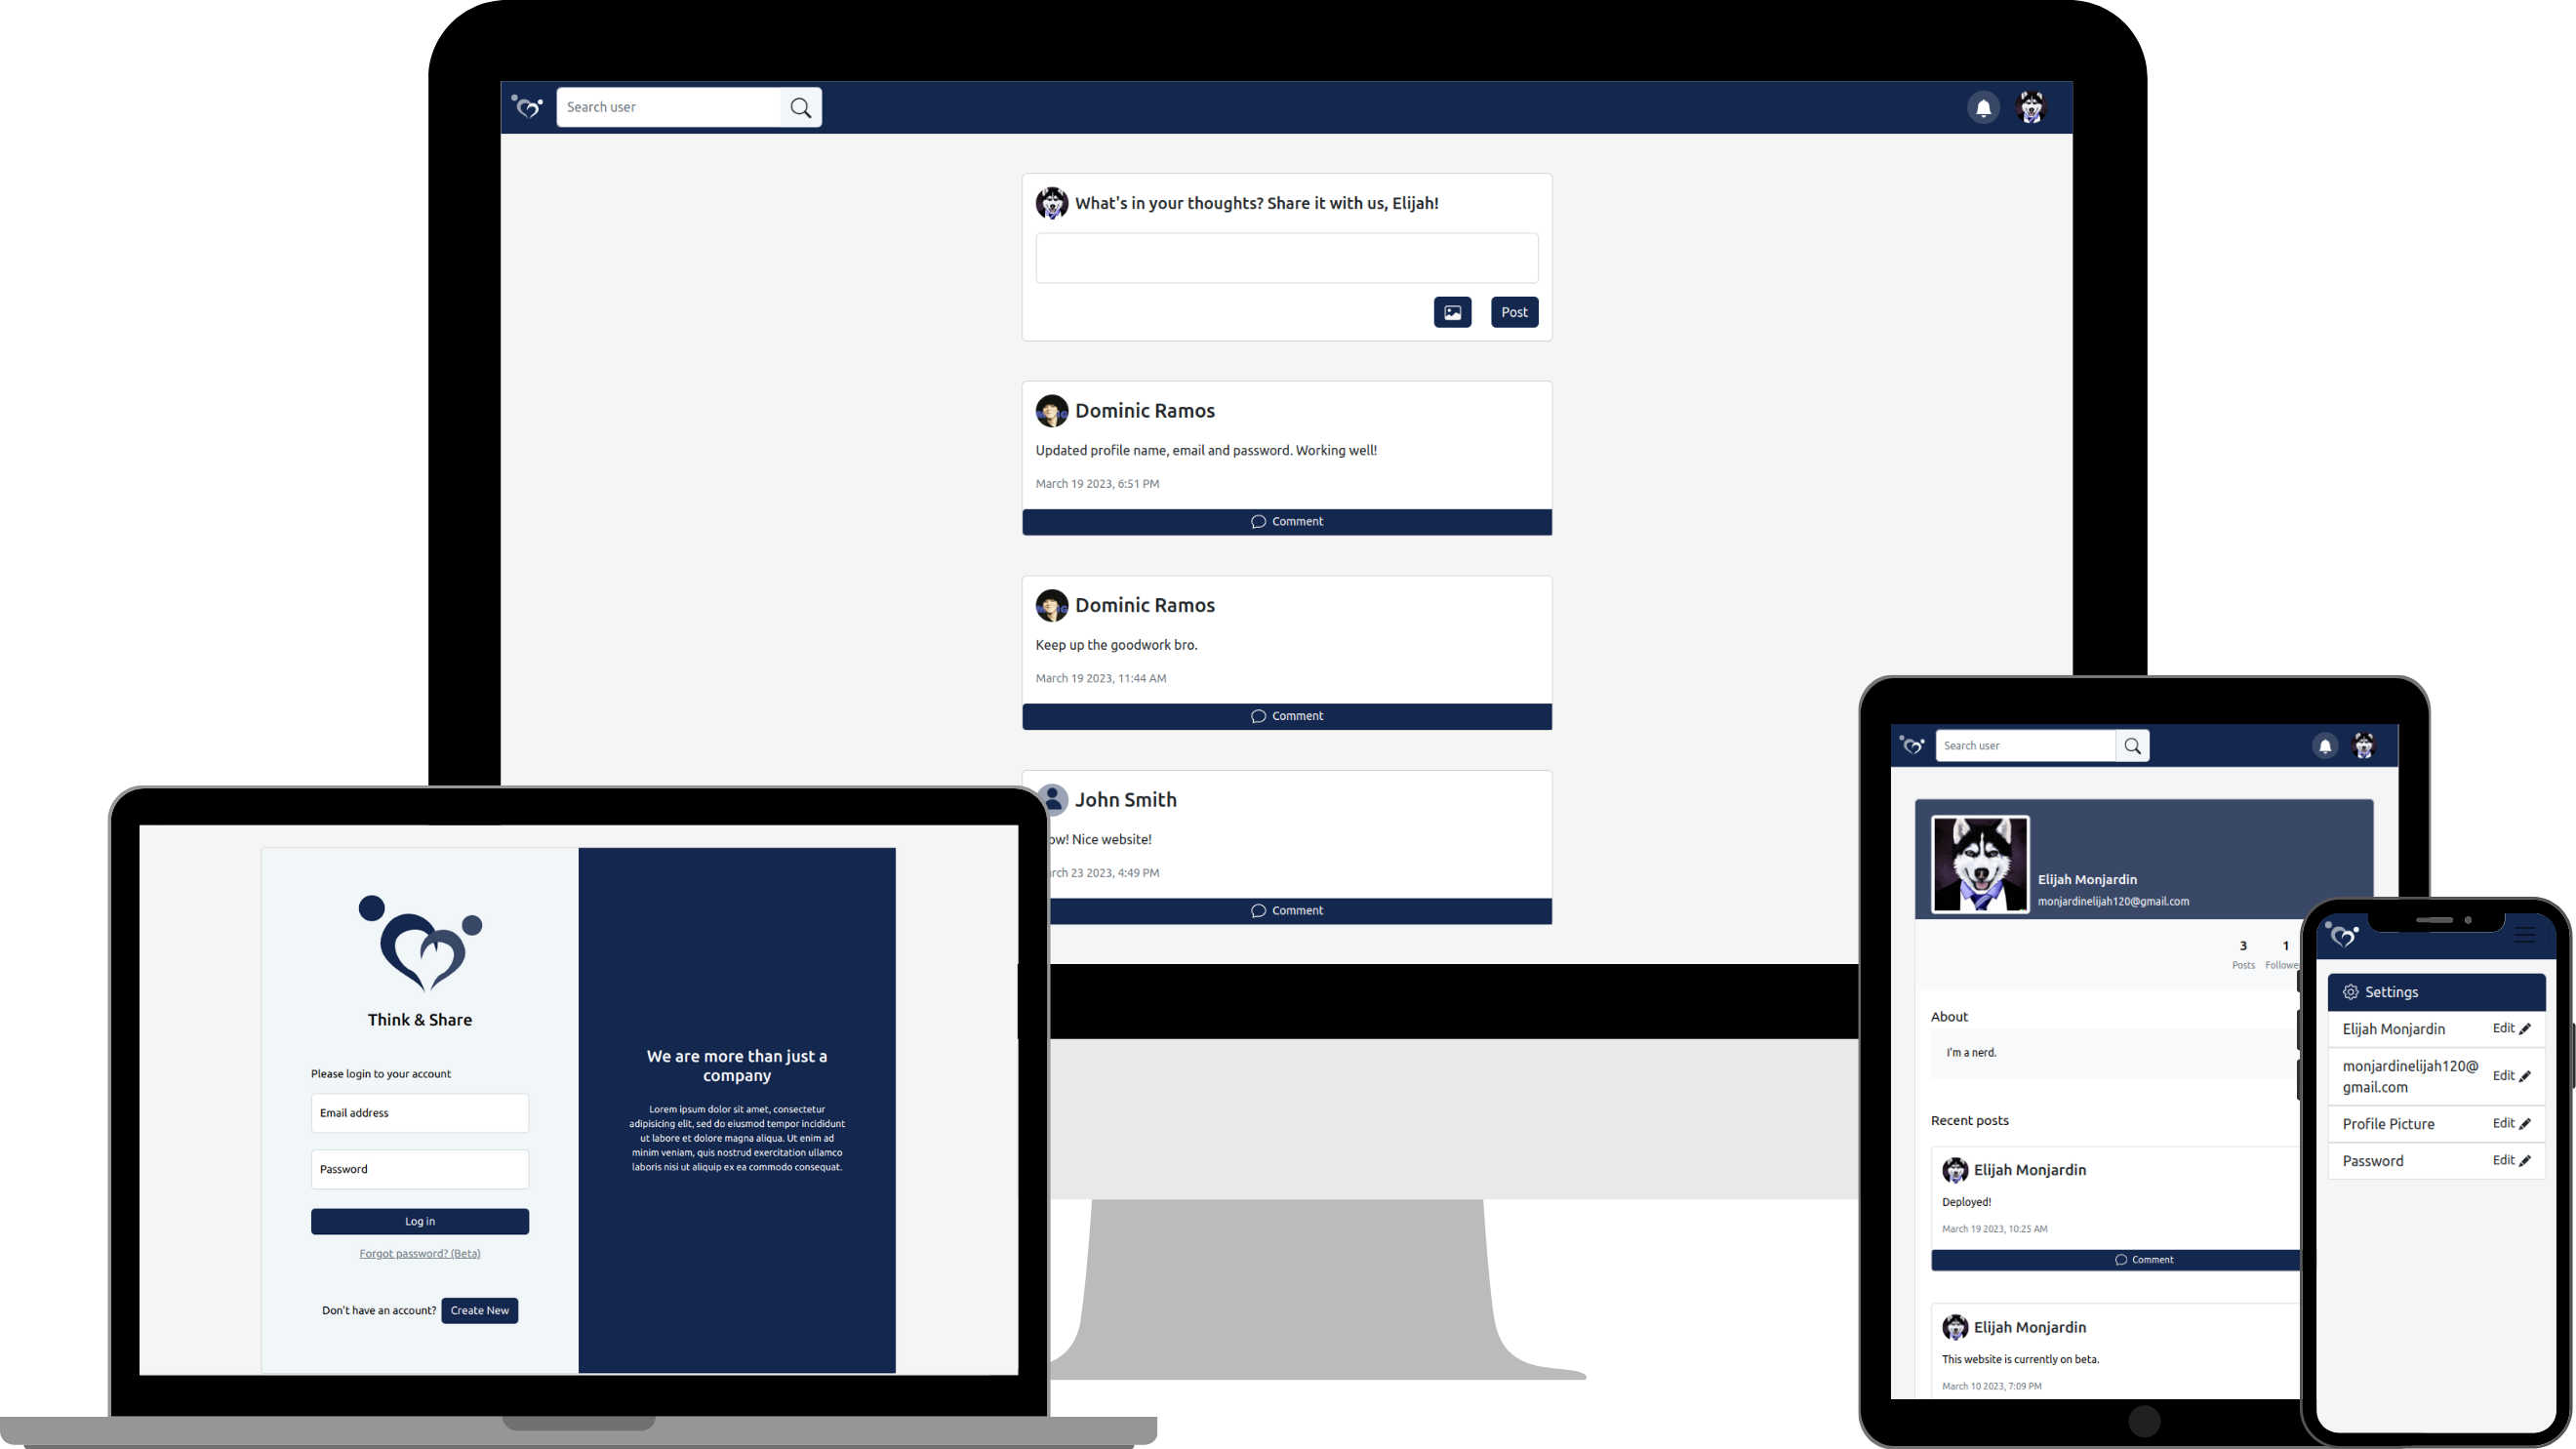 Search user
What's in your thoughts? Share it with us, Elijah!
Post
Dominic Ramos
Updated profile name, email and password. Working well!
March 19 2023, 6:51 PM
Comment
Dominic Ramos
Keep up the goodwork bro.
March 19 2023, 11:44 AM
Comment
John Smith
ow! Nice website!
rch 23 2023, 4:49 PM
Comment
Think & Share
Please login to your account
Email address
Password
Log in
Forgot password? (Beta)
Don't have an account? Create New
We are more than just a
company
Lorem ipsum dolor sit amet, consectetur
adipisicing elit, sed do eiusmod tempor incididunt
ut labore et dolore magna aliqua. Ut enim ad
minim veniam, quis nostrud exercitation ullamco
laboris nisi ut aliquip ex ea commodo consequat.
Search user
Elijah Monjardin
monjardinelijah120@gmail.com
3 1
Posts Followe
About
I'm a nerd.
Recent posts
Elijah Monjardin
Deployed!
March 19 2023, 10:25 AM
Comment
Elijah Monjardin
This website is currently on beta.
March 10 2023, 7:09 PM
Settings
Elijah Monjardin Edit
monjardinelijah120@
gmail.com Edit
Profile Picture Edit
Password Edit